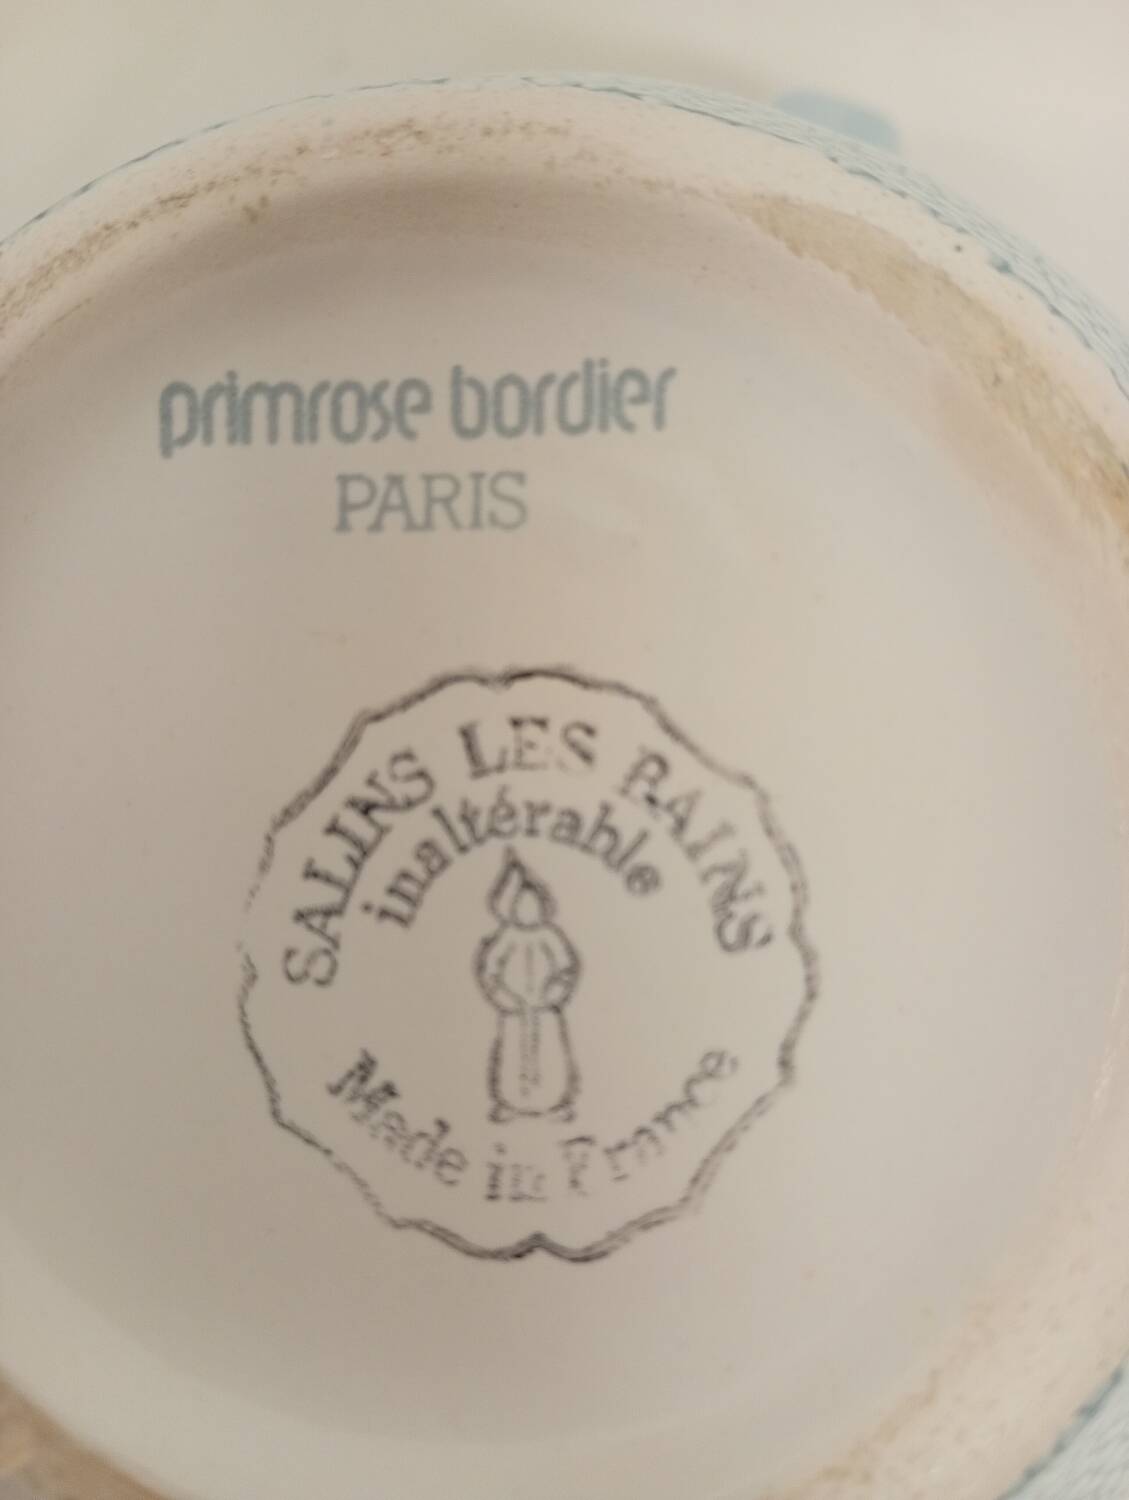 primrose bordier
PARIS
SALINS LES BAINS
inaltérable
Made in France